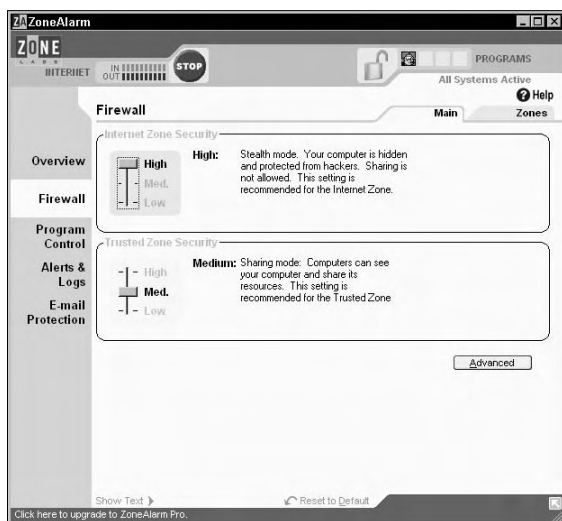 ZA ZoneAlarm
ZONE
LABS
INTERNET
IN
OUT
STOP
PROGRAMS
All Systems Active
? Help
Firewall
Main
Zones
Overview
Firewall
Program
Control
Alerts &
Logs
E-mail
Protection
Internet Zone Security
High
Med.
Low
High: Stealth mode. Your computer is hidden
and protected from hackers. Sharing is
not allowed. This setting is
recommended for the Internet Zone.
Trusted Zone Security
High
Med.
Low
Medium: Sharing mode: Computers can see
your computer and share its
resources. This setting is
recommended for the Trusted Zone
Advanced
Show Text
Reset to Default
Click here to upgrade to ZoneAlarm Pro.